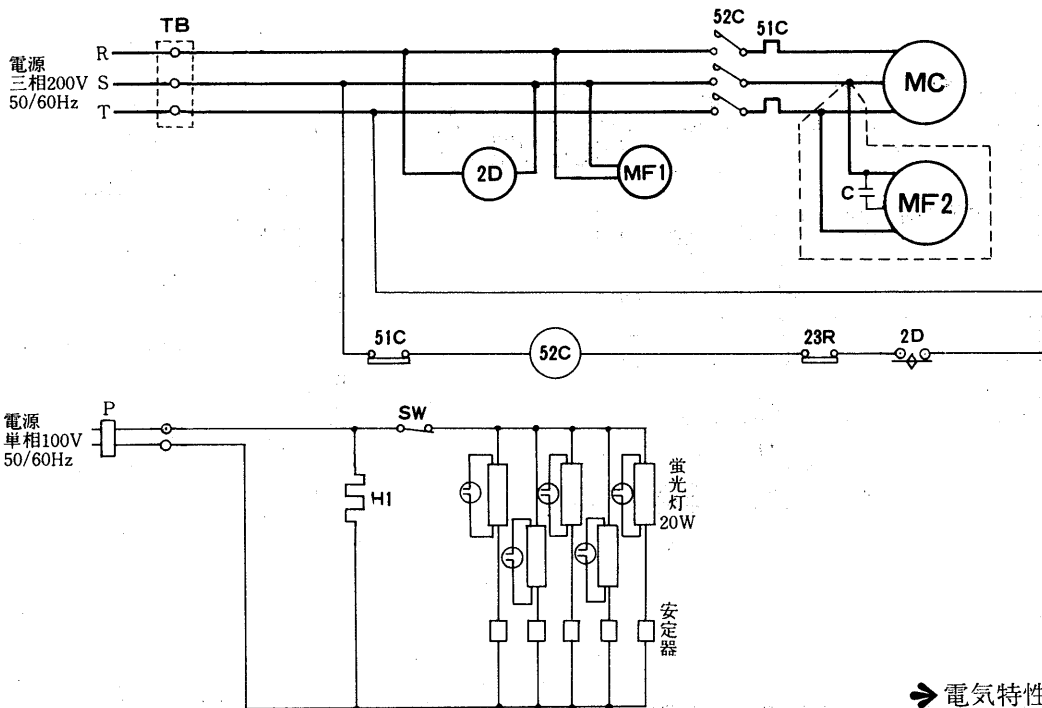 TB
52C
51C
電源
三相200V
50/60Hz
R
S
T
MC
2D
MF1
C
MF2
51C
52C
23R
2D
電源
単相100V
50/60Hz
P
SW
H1
蛍光灯
20W
安定器
➔ 電気特性